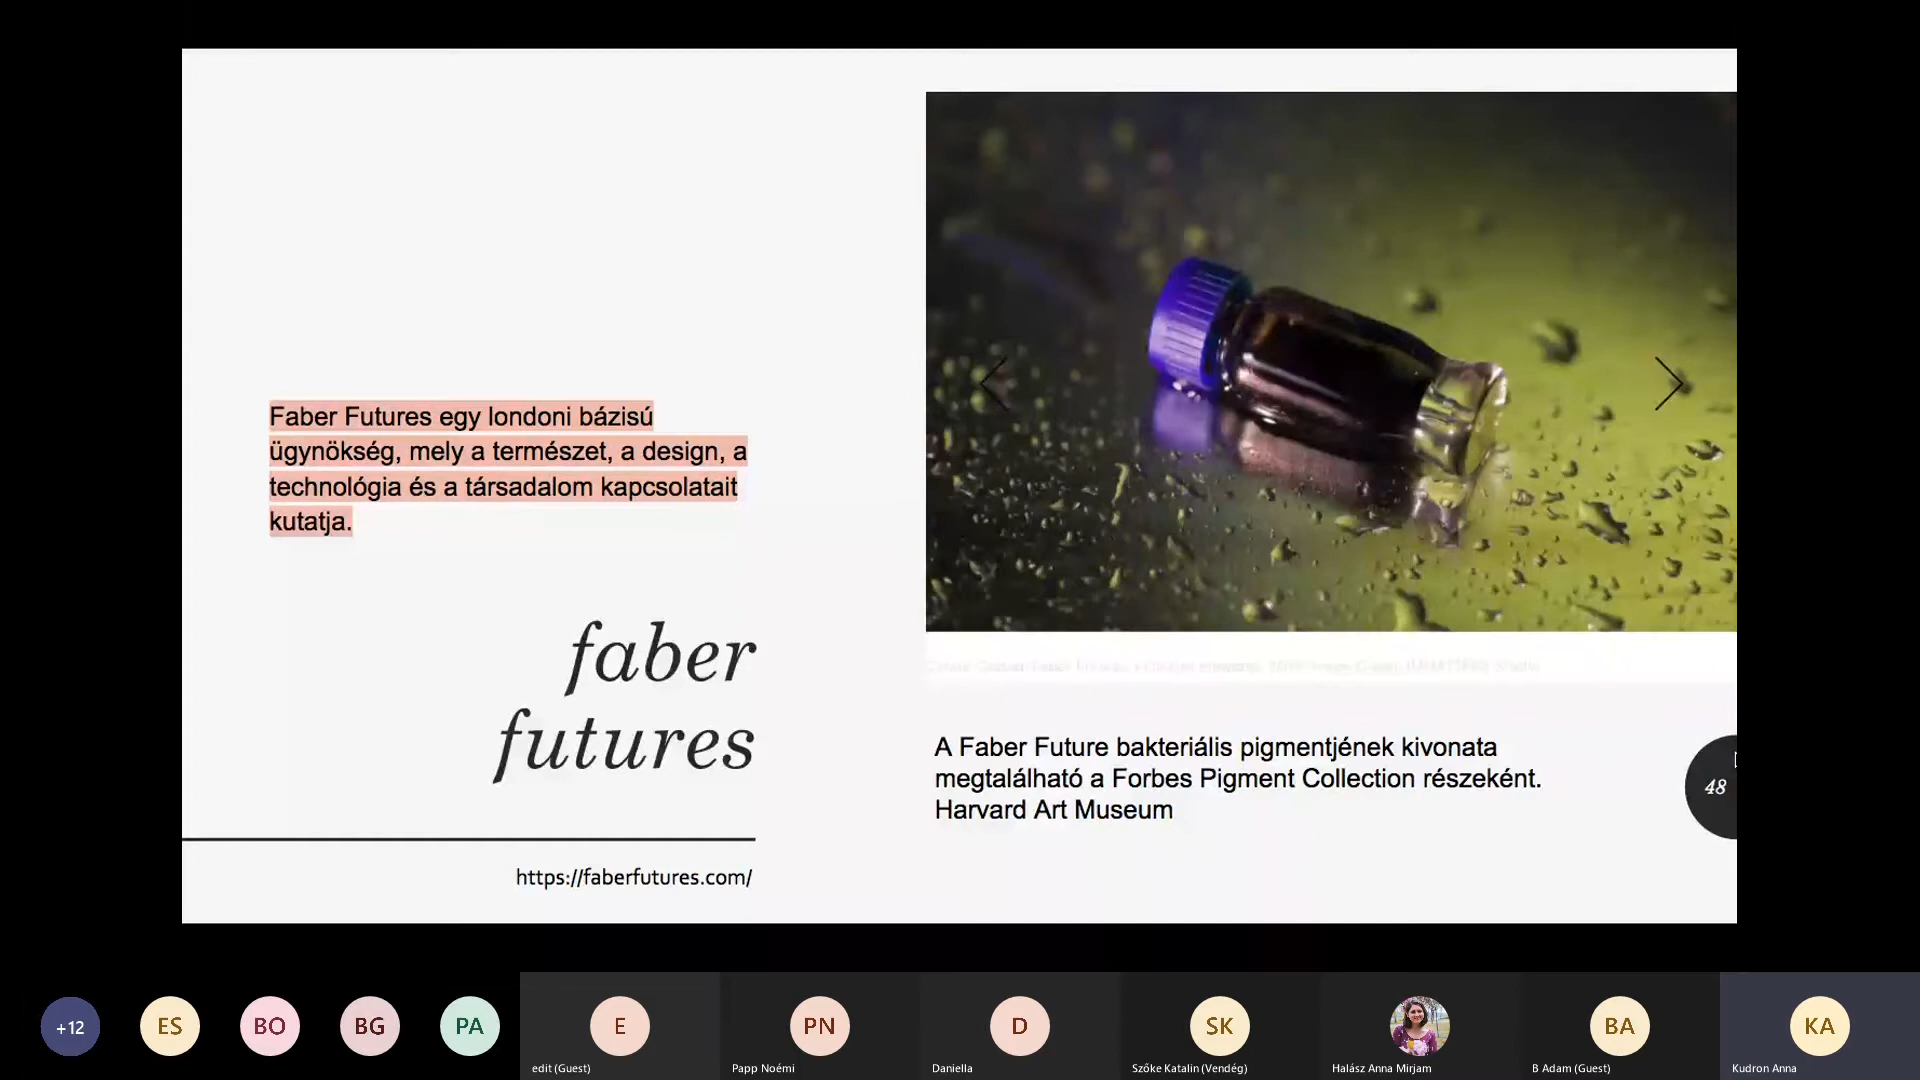 Faber Futures egy londoni bázisú
ügynökség, mely a természet, a design, a
technológia és a társadalom kapcsolatait
kutatja.
faber
futures
https://faberfutures.com/
A Faber Future bakteriális pigmentjének kivonata
megtalálható a Forbes Pigment Collection részeként.
Harvard Art Museum
48
+12
ES
BO
BG
PA
E
edit (Guest)
PN
Papp Noémi
D
Daniella
SK
Szőke Katalin (Vendég)
Halász Anna Mirjam
BA
B Adam (Guest)
KA
Kudron Anna